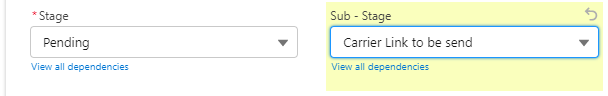 *Stage
Sub - Stage
Pending
Carrier Link to be send
View all dependencies
View all dependencies